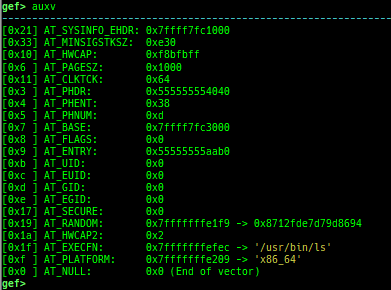 gef> auxv
[0x21] AT_SYSINFO_EHDR: 0x7ffff7fc1000
[0x33] AT_MINSIGSTKSZ: 0xe30
[0x10] AT_HWCAP: 0xf8bfbff
[0x6 ] AT_PAGESZ: 0x1000
[0x11] AT_CLKTCK: 0x64
[0x3 ] AT_PHDR: 0x555555554040
[0x4 ] AT_PHENT: 0x38
[0x5 ] AT_PHNUM: 0xd
[0x7 ] AT_BASE: 0x7ffff7fc3000
[0x8 ] AT_FLAGS: 0x0
[0x9 ] AT_ENTRY: 0x55555555aab0
[0xb ] AT_UID: 0x0
[0xc ] AT_EUID: 0x0
[0xd ] AT_GID: 0x0
[0xe ] AT_EGID: 0x0
[0x17] AT_SECURE: 0x0
[0x19] AT_RANDOM: 0x7fffffffe1f9 -> 0x8712fde7d79d8694
[0x1a] AT_HWCAP2: 0x2
[0x1f] AT_EXECFN: 0x7fffffffefec -> '/usr/bin/ls'
[0xf ] AT_PLATFORM: 0x7fffffffe209 -> 'x86_64'
[0x0 ] AT_NULL: 0x0 (End of vector)
gef>